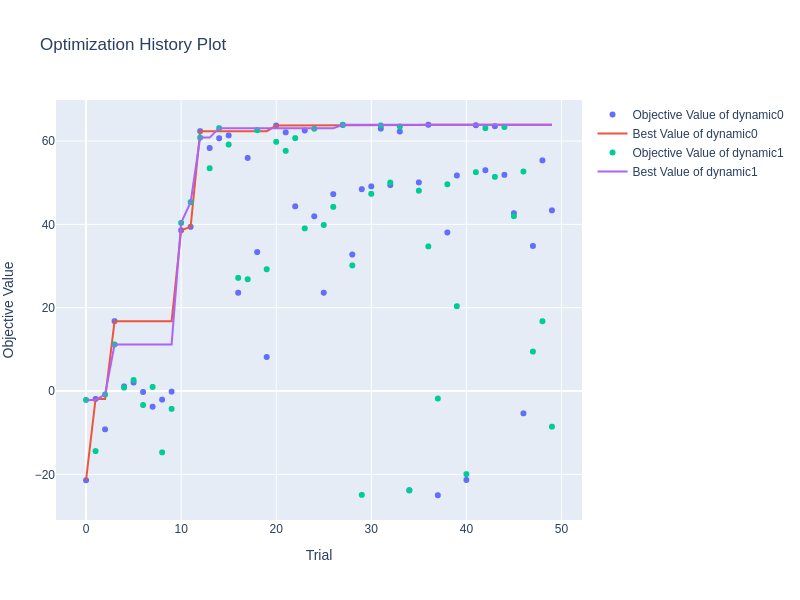 Optimization History Plot
Objective Value of dynamic0
Best Value of dynamic0
Objective Value of dynamic1
Best Value of dynamic1
60
40
20
0
−20
Objective Value
0 10 20 30 40 50
Trial